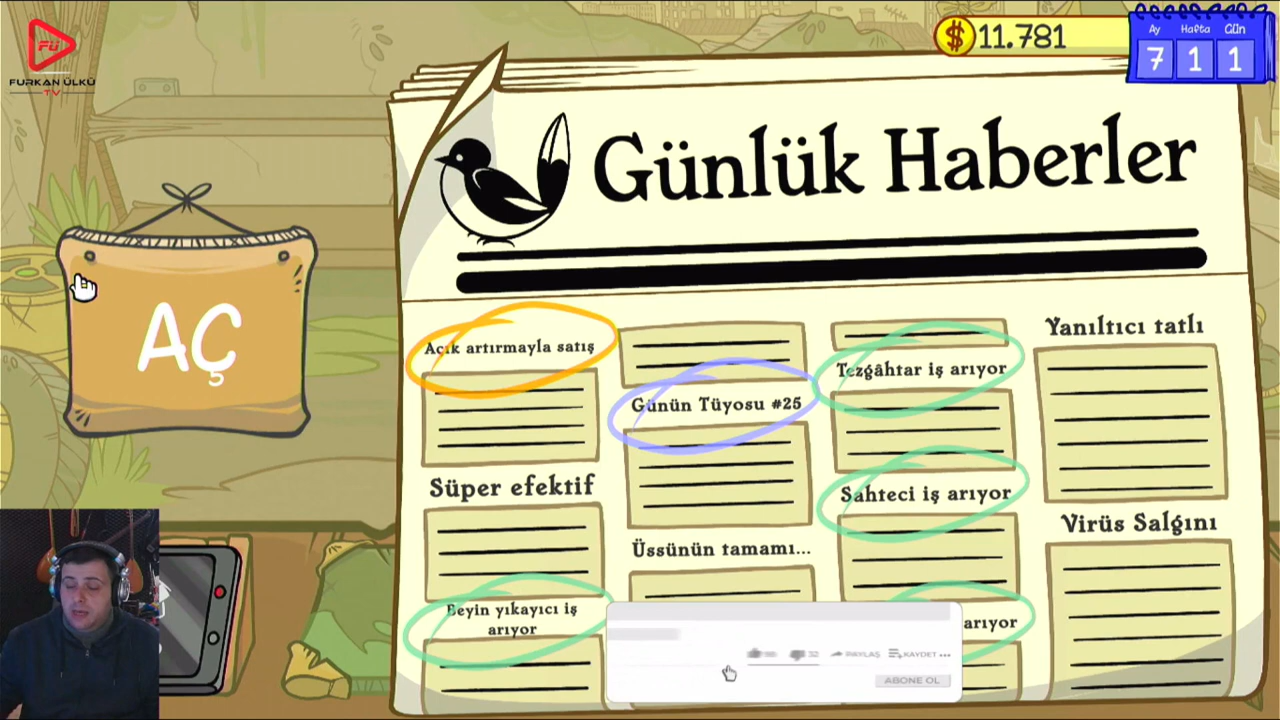 FU
FURKAN ÜLKÜ
TV
11.781
Ay Hafta Gün
7 1 1
Günlük Haberler
AÇ
Açık artırmayla satış
Süper efektif
Beyin yıkayıcı iş
arıyor
Günün Tüyosu #25
Üssünün tamamı...
Tezgâhtar iş arıyor
Sahteci iş arıyor
arıyor
Yanıltıcı tatlı
Virüs Salgını
32 PAYLAŞ KAYDET
ABONE OL